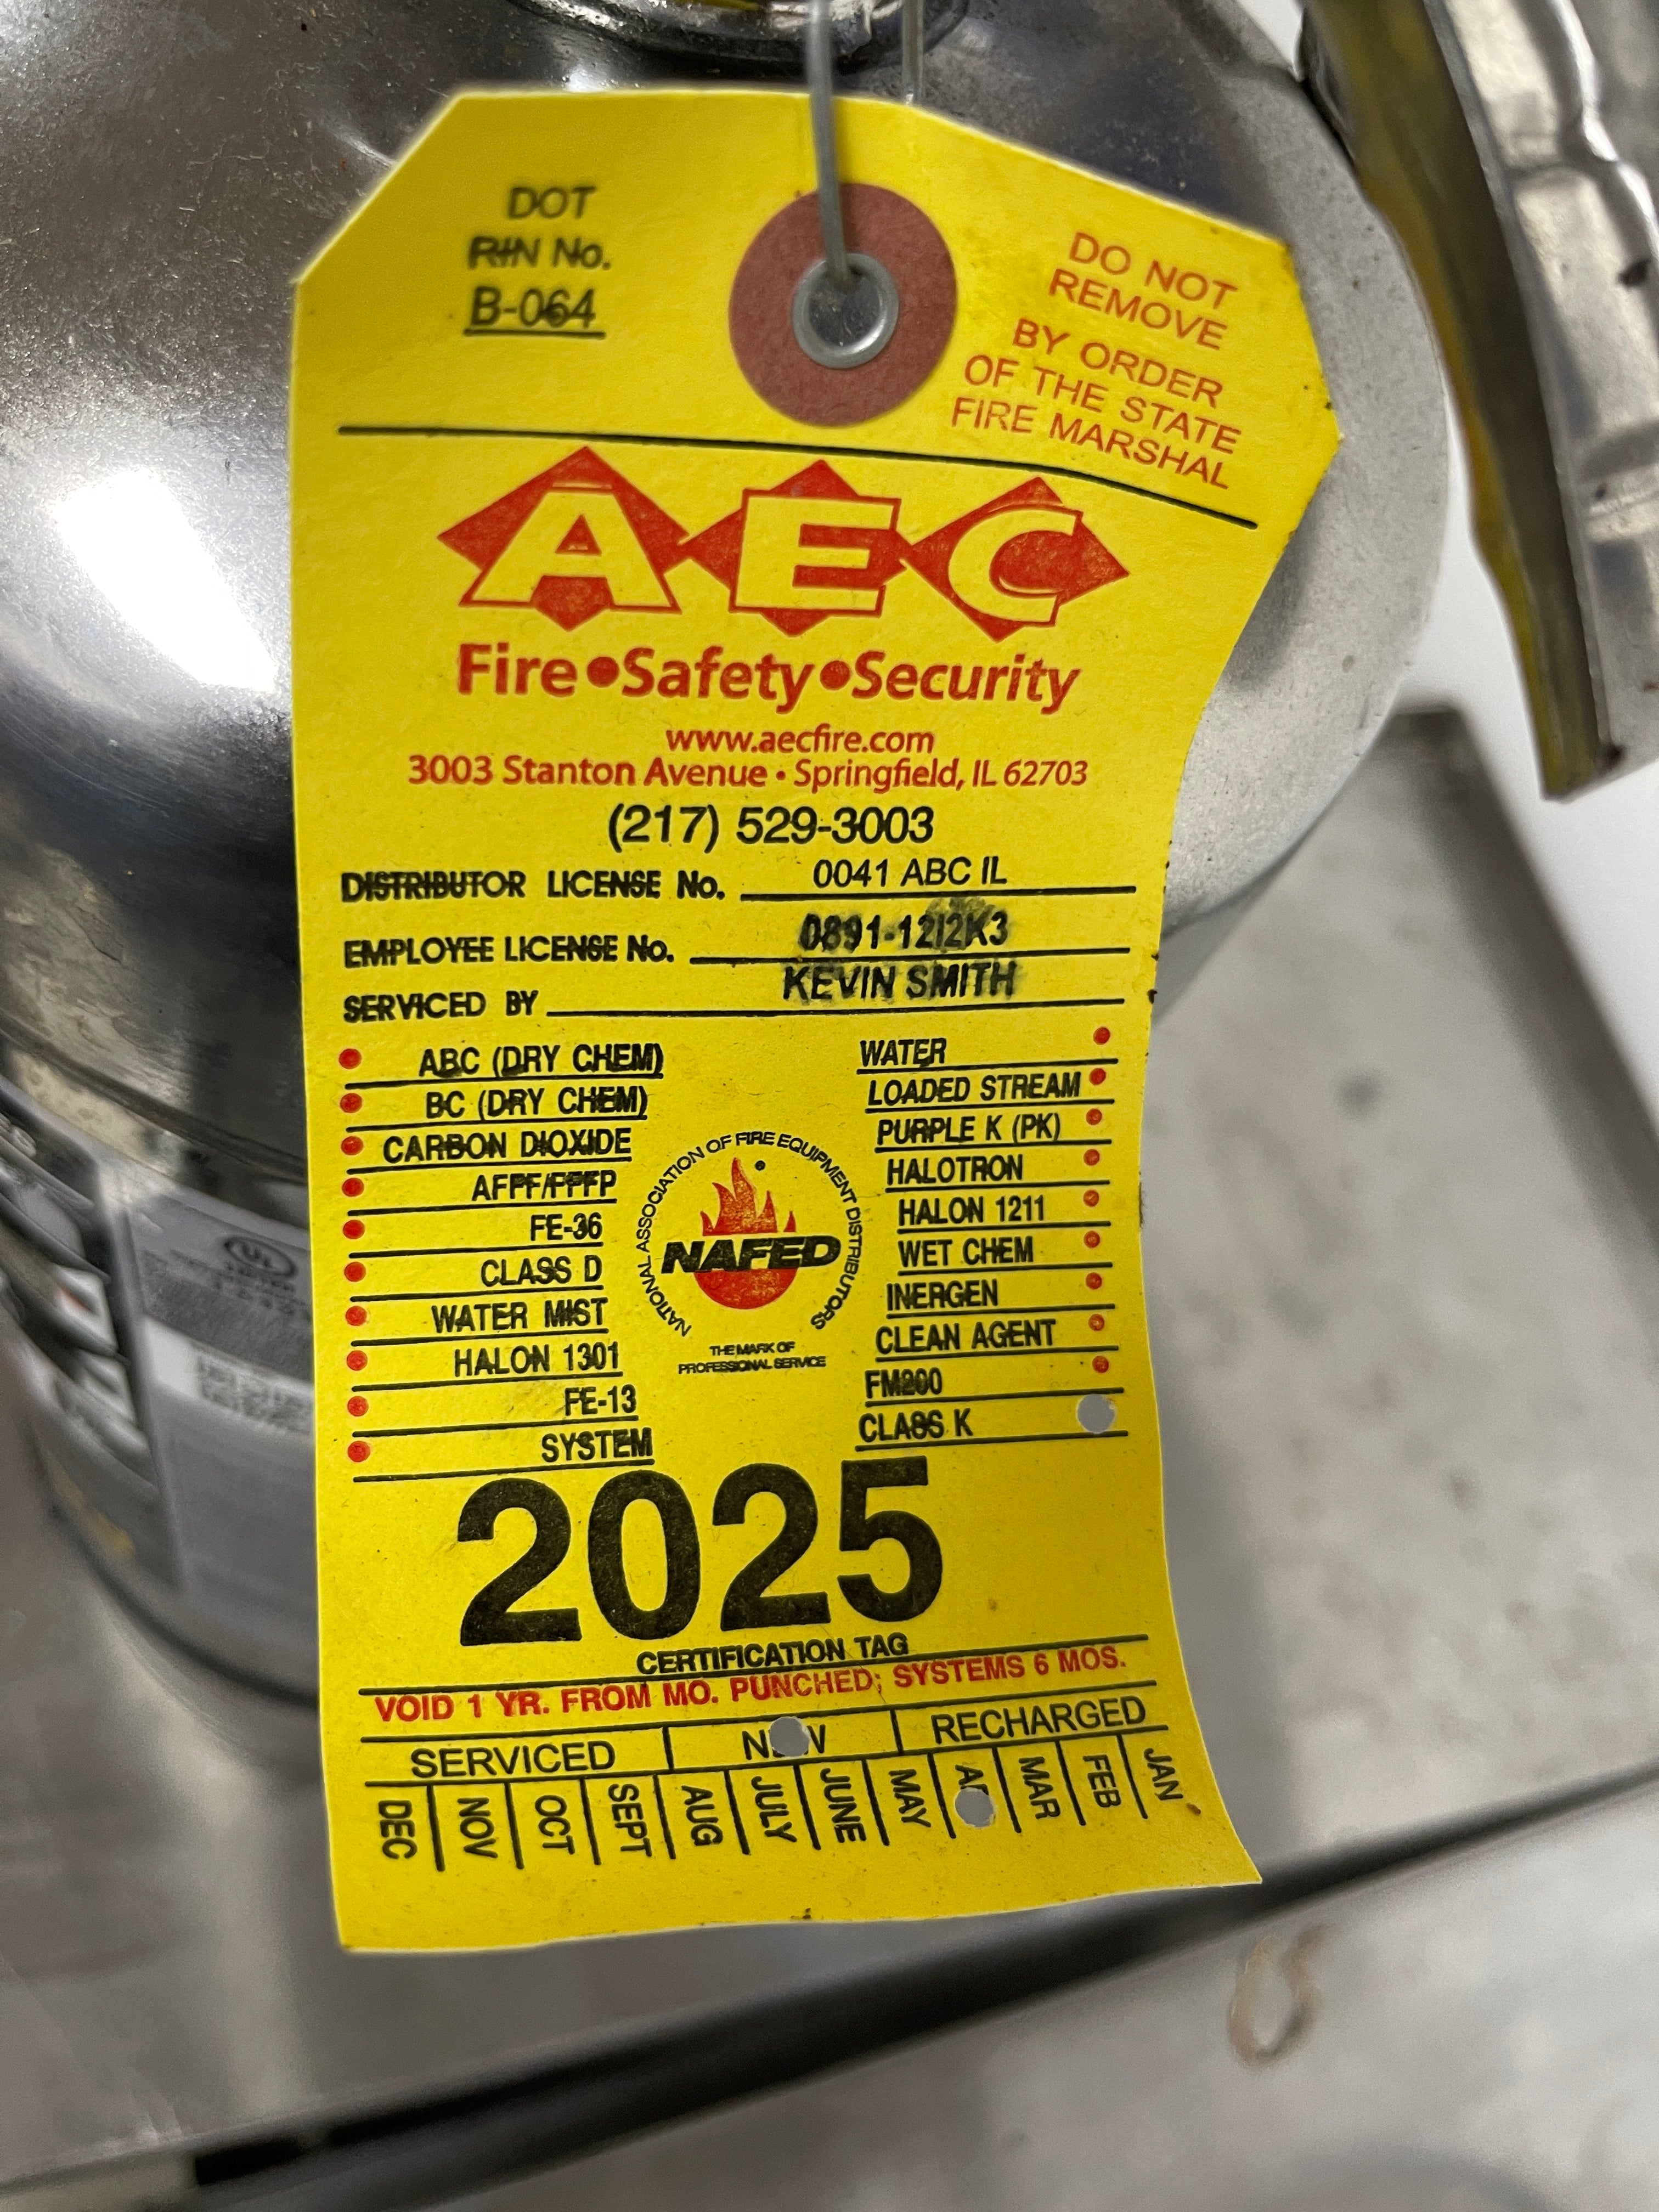 DOT
RIN No.
B-064
DO NOT
REMOVE
BY ORDER
OF THE STATE
FIRE MARSHAL
AEC
Fire•Safety•Security
www.aecfire.com
3003 Stanton Avenue • Springfield, IL 62703
(217) 529-3003
DISTRIBUTOR LICENSE No. 0041 ABC IL
EMPLOYEE LICENSE No. 0891-12I2K3
SERVICED BY KEVIN SMITH
ABC (DRY CHEM)
BC (DRY CHEM)
CARBON DIOXIDE
AFFF/FFFP
FE-36
CLASS D
WATER MIST
HALON 1301
FE-13
SYSTEM
NATIONAL ASSOCIATION OF FIRE EQUIPMENT DISTRIBUTORS
®
NAFED
THE MARK OF
PROFESSIONAL SERVICE
WATER
LOADED STREAM
PURPLE K (PK)
HALOTRON
HALON 1211
WET CHEM
INERGEN
CLEAN AGENT
FM200
CLASS K
2025
CERTIFICATION TAG
VOID 1 YR. FROM MO. PUNCHED; SYSTEMS 6 MOS.
SERVICED N W RECHARGED
DEC NOV OCT SEPT AUG JULY JUNE MAY AP MAR FEB JAN
UL